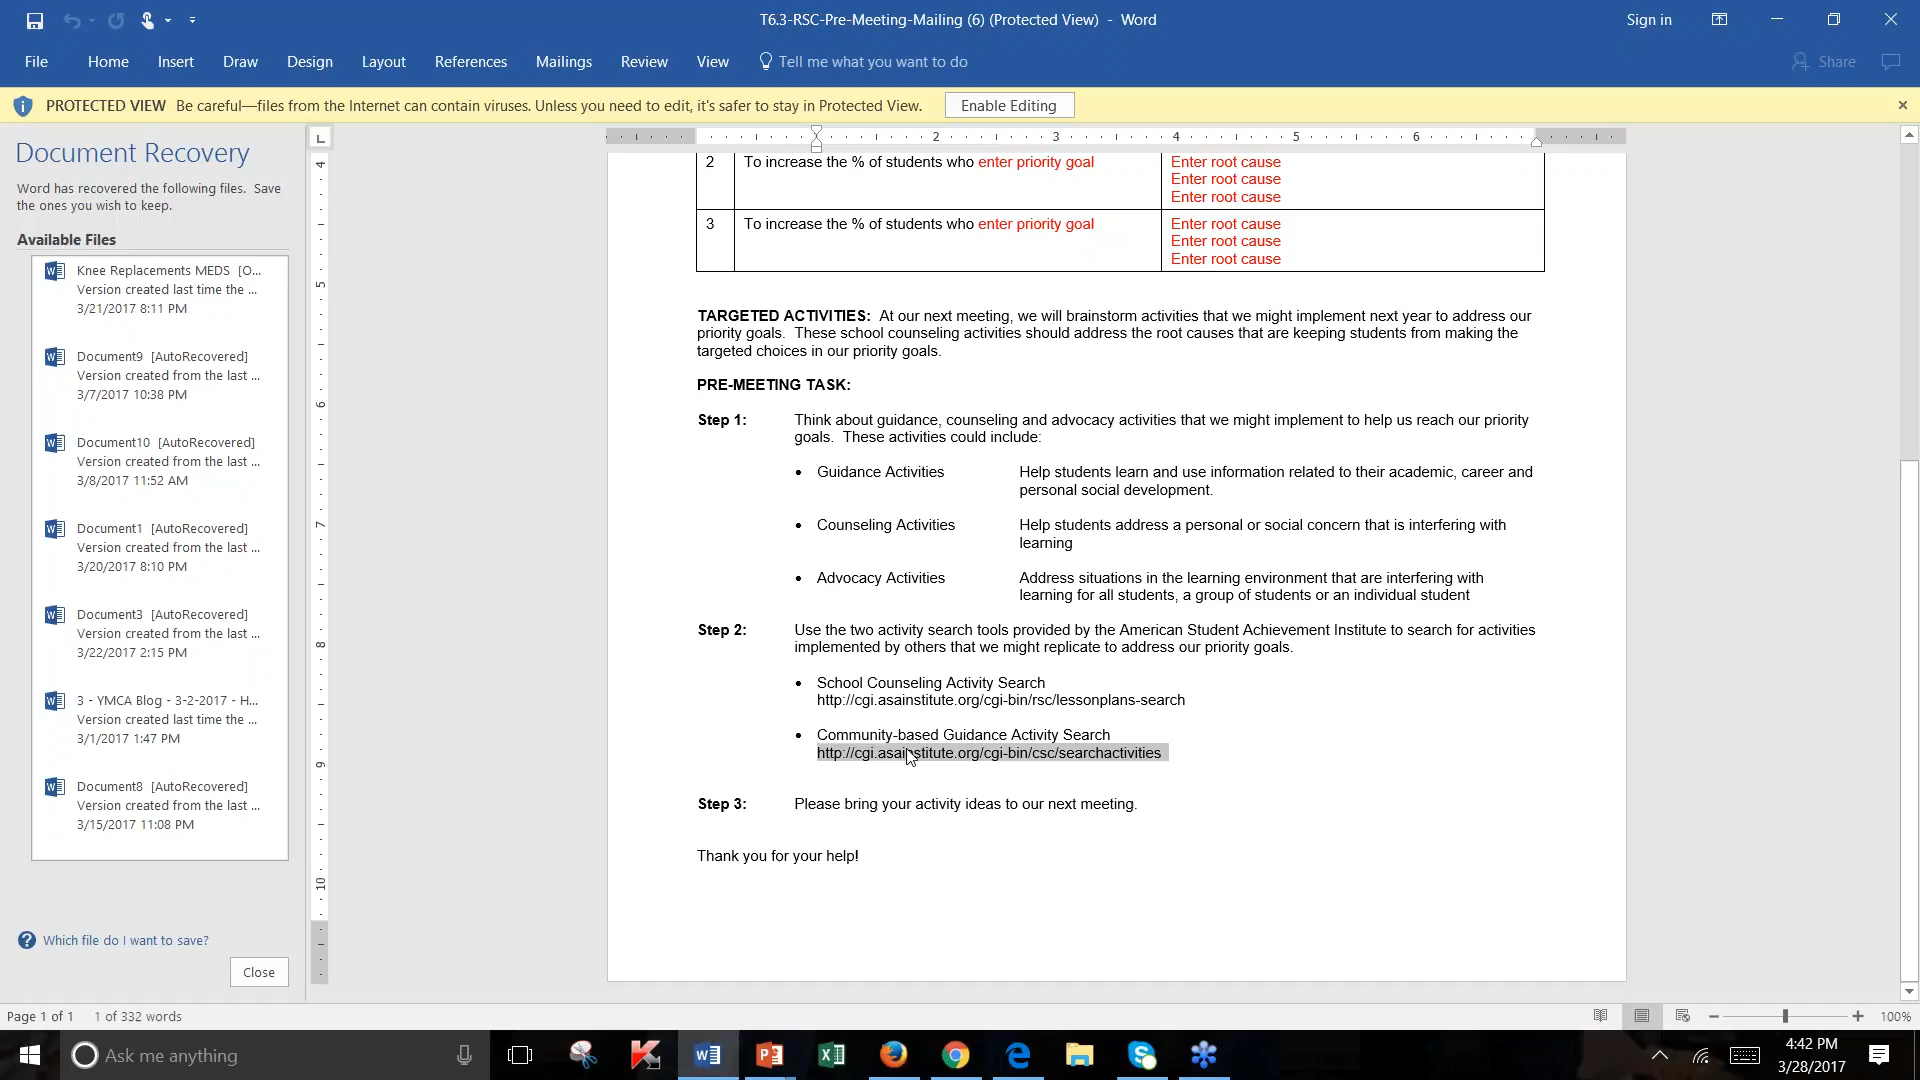 T6.3-RSC-Pre-Meeting-Mailing (6) (Protected View) - Word
Sign in
File Home Insert Draw Design Layout References Mailings Review View Tell me what you want to do
Share
PROTECTED VIEW Be careful—files from the Internet can contain viruses. Unless you need to edit, it's safer to stay in Protected View. Enable Editing
Document Recovery
Word has recovered the following files. Save
the ones you wish to keep.
Available Files
Knee Replacements MEDS [O...
Version created last time the ...
3/21/2017 8:11 PM
Document9 [AutoRecovered]
Version created from the last ...
3/7/2017 10:38 PM
Document10 [AutoRecovered]
Version created from the last ...
3/8/2017 11:52 AM
Document1 [AutoRecovered]
Version created from the last ...
3/20/2017 8:10 PM
Document3 [AutoRecovered]
Version created from the last ...
3/22/2017 2:15 PM
3 - YMCA Blog - 3-2-2017 - H...
Version created last time the ...
3/1/2017 1:47 PM
Document8 [AutoRecovered]
Version created from the last ...
3/15/2017 11:08 PM
Which file do I want to save?
Close
L
2 3 4 5 6
4
5
6
7
8
9
10
2 To increase the % of students who enter priority goal Enter root cause
Enter root cause
Enter root cause
3 To increase the % of students who enter priority goal Enter root cause
Enter root cause
Enter root cause
TARGETED ACTIVITIES: At our next meeting, we will brainstorm activities that we might implement next year to address our
priority goals. These school counseling activities should address the root causes that are keeping students from making the
targeted choices in our priority goals.
PRE-MEETING TASK:
Step 1: Think about guidance, counseling and advocacy activities that we might implement to help us reach our priority
goals. These activities could include:
• Guidance Activities Help students learn and use information related to their academic, career and
personal social development.
• Counseling Activities Help students address a personal or social concern that is interfering with
learning
• Advocacy Activities Address situations in the learning environment that are interfering with
learning for all students, a group of students or an individual student
Step 2: Use the two activity search tools provided by the American Student Achievement Institute to search for activities
implemented by others that we might replicate to address our priority goals.
• School Counseling Activity Search
http://cgi.asainstitute.org/cgi-bin/rsc/lessonplans-search
• Community-based Guidance Activity Search
http://cgi.asainstitute.org/cgi-bin/csc/searchactivities
Step 3: Please bring your activity ideas to our next meeting.
Thank you for your help!
Page 1 of 1 1 of 332 words
100%
Ask me anything
4:42 PM
3/28/2017